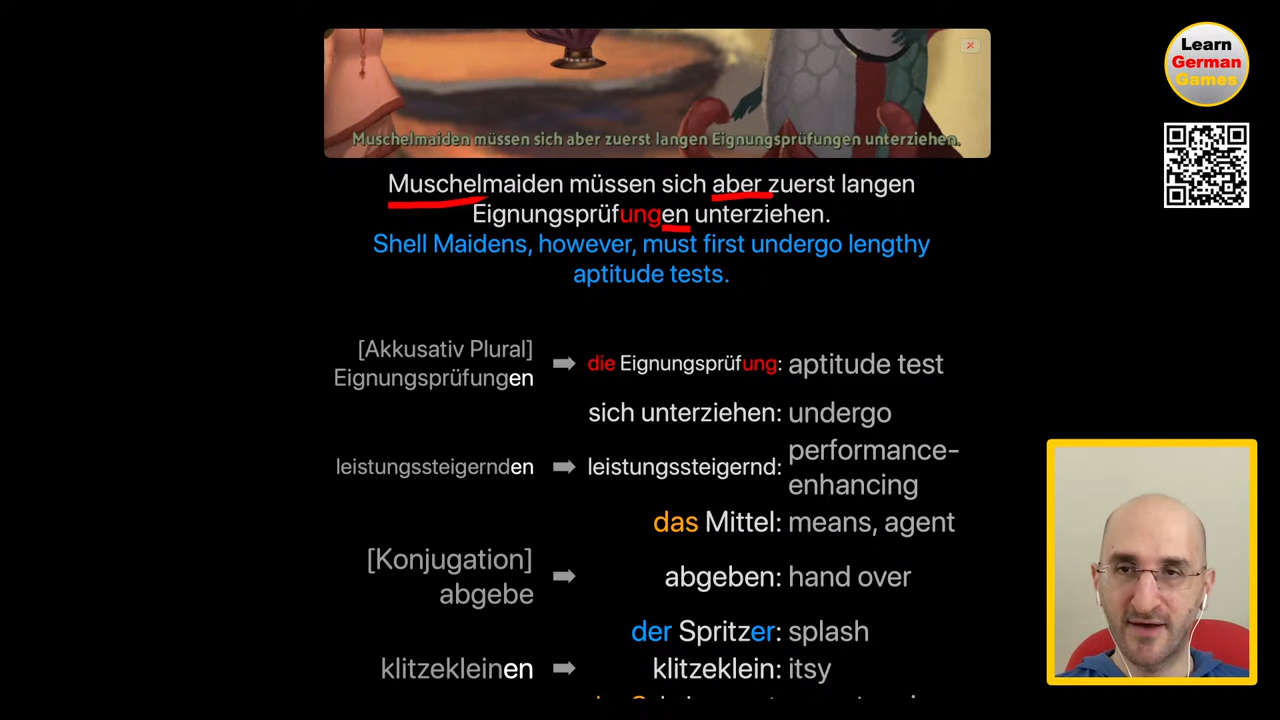 Learn
German
Games
Muschelmaiden müssen sich aber zuerst langen Eignungsprüfungen unterziehen.
Muschelmaiden müssen sich aber zuerst langen
Eignungsprüfungen unterziehen.
Shell Maidens, however, must first undergo lengthy
aptitude tests.
[Akkusativ Plural]
Eignungsprüfungen ➡ die Eignungsprüfung: aptitude test
sich unterziehen: undergo
leistungssteigernden ➡ leistungssteigernd: performance-
enhancing
das Mittel: means, agent
[Konjugation]
abgebe ➡ abgeben: hand over
der Spritzer: splash
klitzekleinen ➡ klitzeklein: itsy